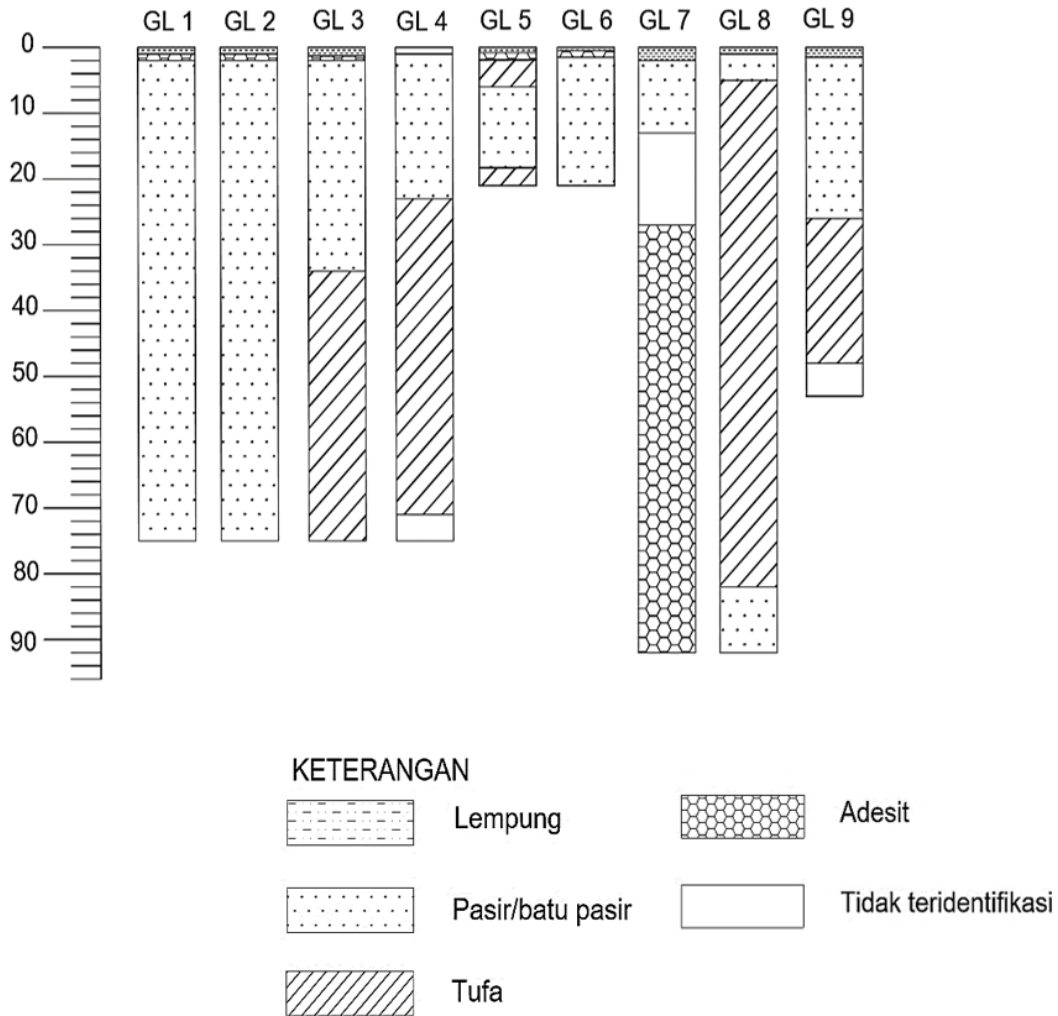 GL 1 GL 2 GL 3 GL 4 GL 5 GL 6 GL 7 GL 8 GL 9
0
10
20
30
40
50
60
70
80
90
KETERANGAN
Lempung
Adesit
Pasir/batu pasir
Tidak teridentifikasi
Tufa